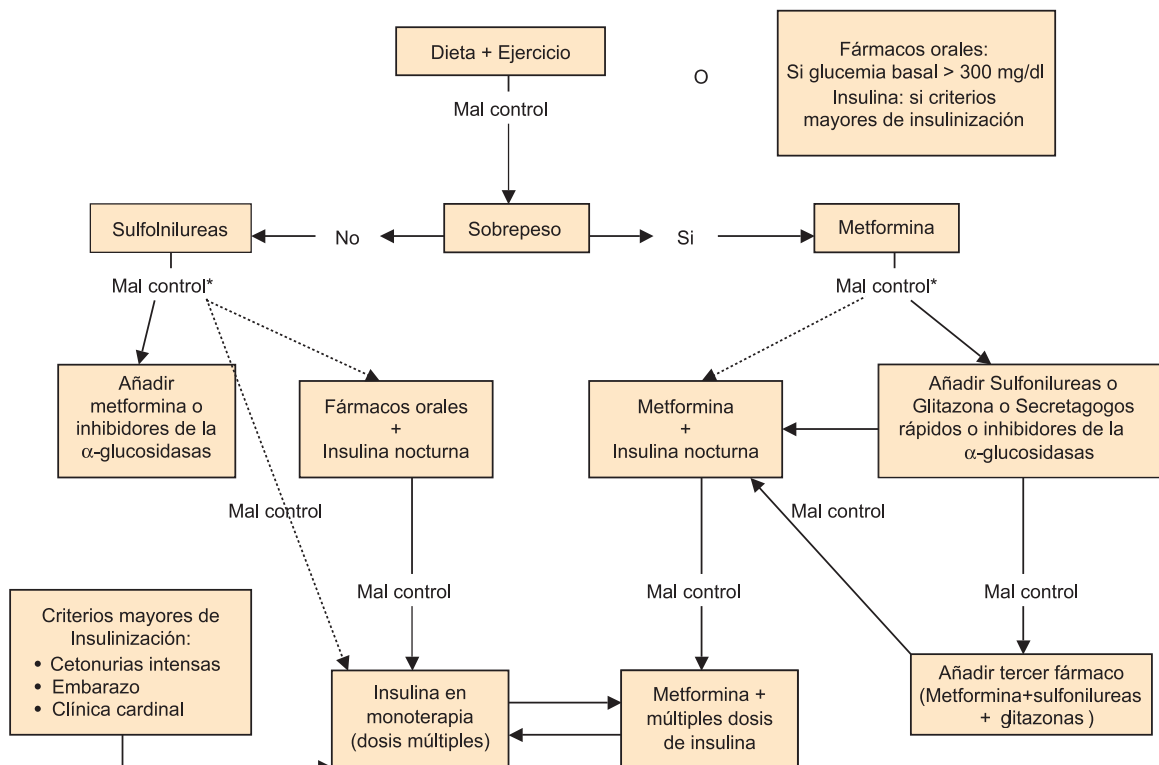 Dieta + Ejercicio
O
Fármacos orales:
Si glucemia basal > 300 mg/dl
Insulina: si criterios
mayores de insulinización
Mal control
Sulfolnilureas
No
Sobrepeso
Si
Metformina
Mal control*
Mal control*
Añadir
metformina o
inhibidores de la
α-glucosidasas
Fármacos orales
+
Insulina nocturna
Metformina
+
Insulina nocturna
Añadir Sulfonilureas o
Glitazona o Secretagogos
rápidos o inhibidores de la
α-glucosidasas
Mal control
Mal control
Mal control
Mal control
Mal control
Criterios mayores de
Insulinización:
• Cetonurias intensas
• Embarazo
• Clínica cardinal
Insulina en
monoterapia
(dosis múltiples)
Metformina +
múltiples dosis
de insulina
Añadir tercer fármaco
(Metformina+sulfonilureas
+ glitazonas )